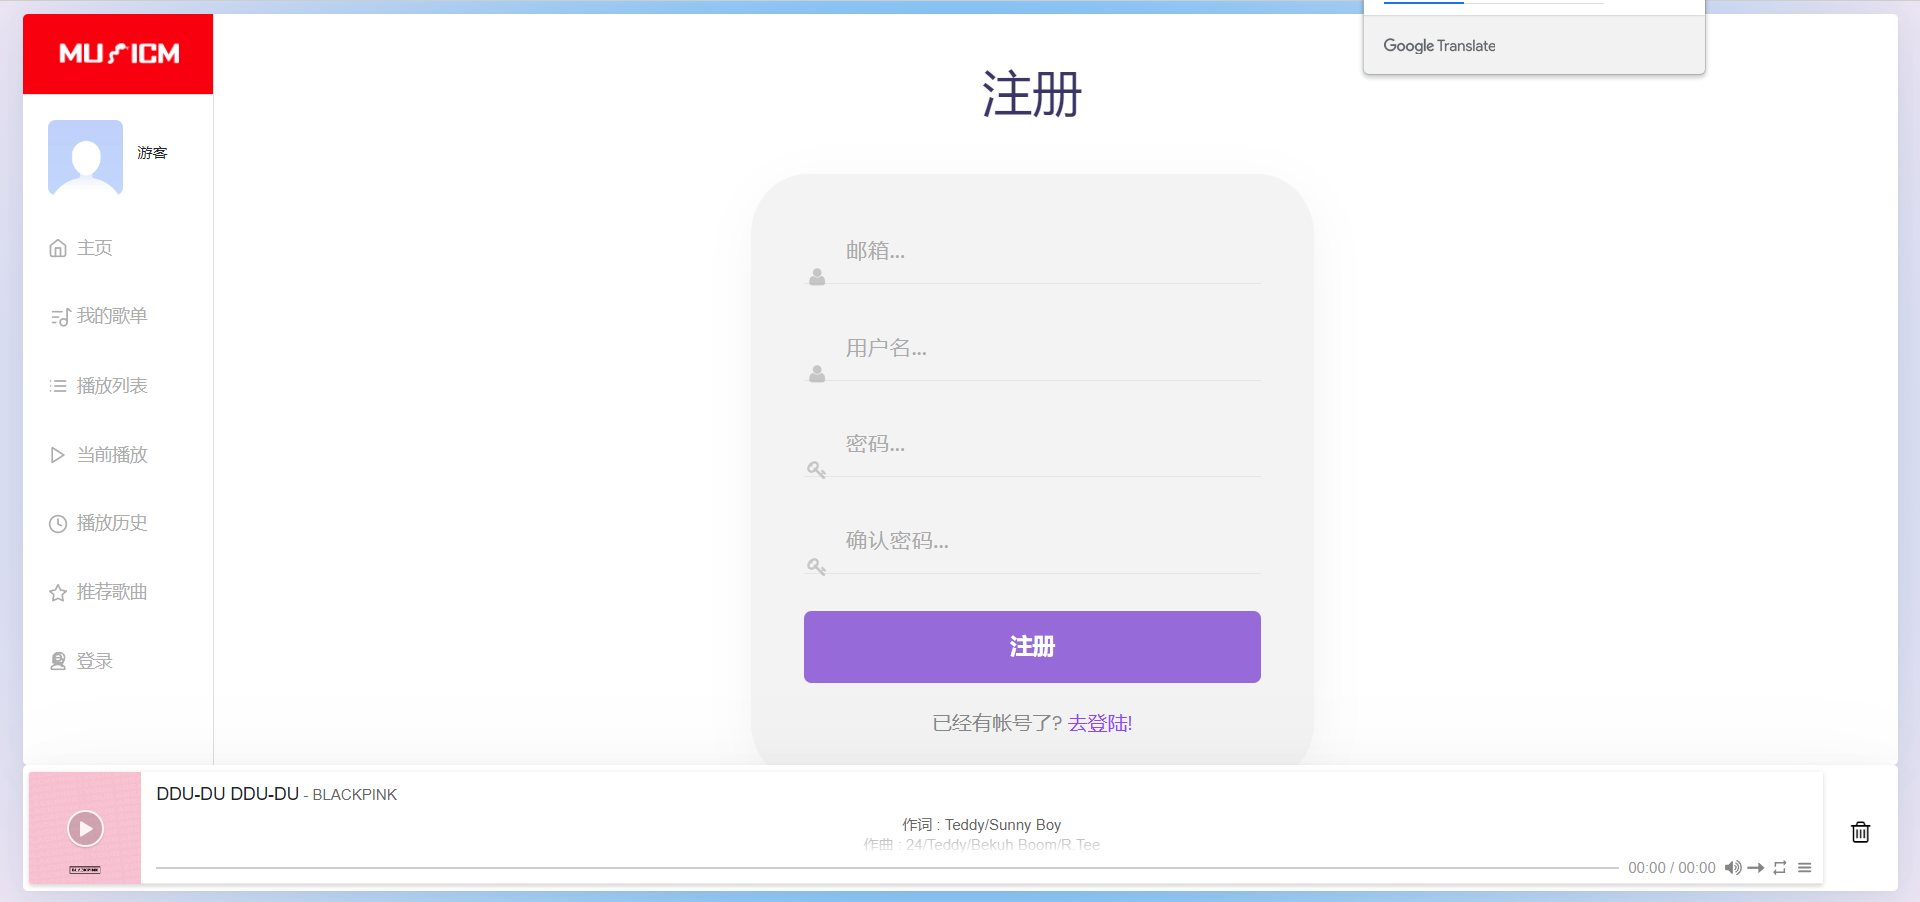 MUSICM
Google Translate
游客
主页
我的歌单
播放列表
当前播放
播放历史
推荐歌曲
登录
注册
邮箱...
用户名...
密码...
确认密码...
注册
已经有帐号了? 去登陆!
BLACKPINK
DDU-DU DDU-DU - BLACKPINK
作词 : Teddy/Sunny Boy
作曲 : 24/Teddy/Bekuh Boom/R.Tee
00:00 / 00:00